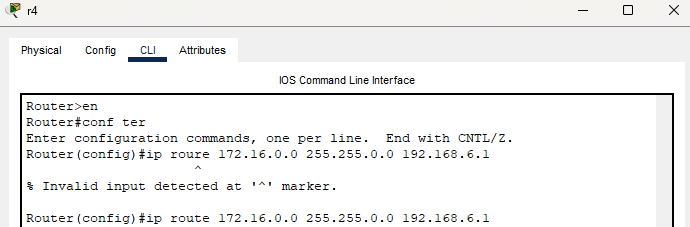 r4
Physical Config CLI Attributes
IOS Command Line Interface
Router>en
Router#conf ter
Enter configuration commands, one per line.  End with CNTL/Z.
Router(config)#ip roure 172.16.0.0 255.255.0.0 192.168.6.1
^
% Invalid input detected at '^' marker.
Router(config)#ip route 172.16.0.0 255.255.0.0 192.168.6.1